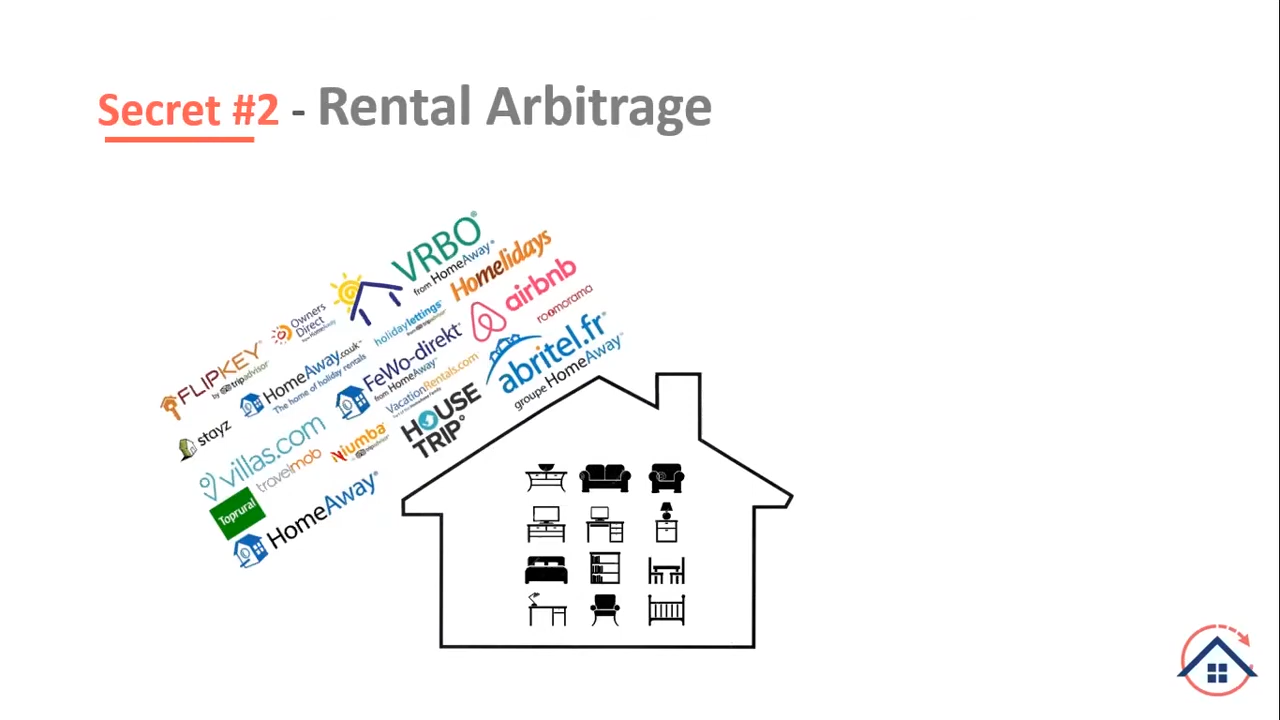 Secret #2 - Rental Arbitrage
VRBO®
from HomeAway®
Homelidays
Owners
Direct
holidaylettings
airbnb
roomorama
FLIPKEY
by tripadvisor
HomeAway.co.uk
The home of holiday rentals
FeWo-direkt
from HomeAway
abritel.fr
groupe HomeAway
stayz
VacationRentals.com
villas.com
travelmob
Niumba
HOUSE
TRIP
Toprural
HomeAway®